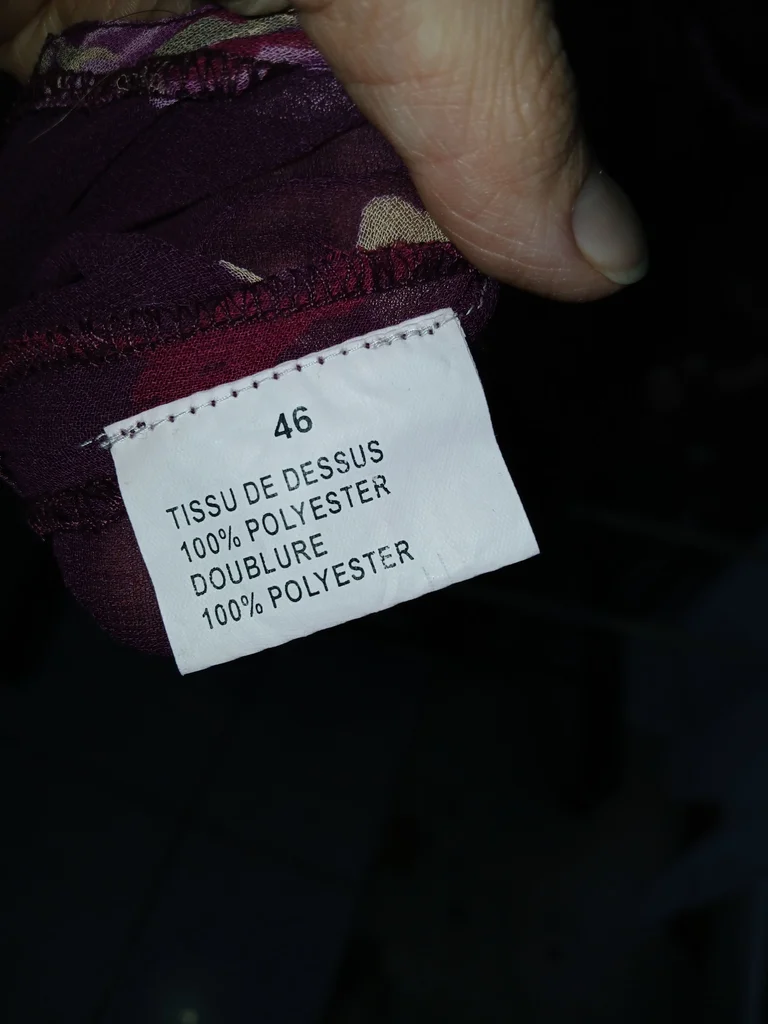 46
TISSU DE DESSUS
100% POLYESTER
DOUBLURE
100% POLYESTER